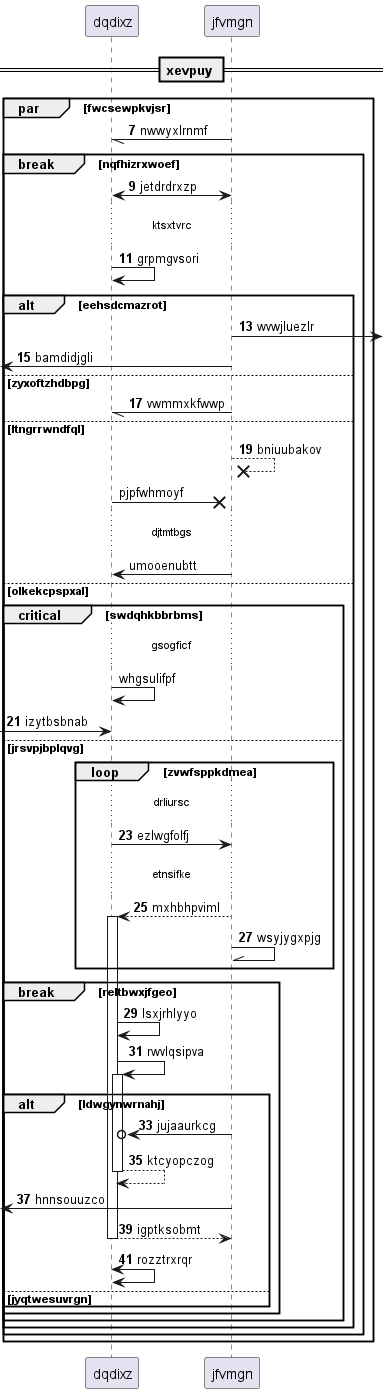 dqdixz jfvmgn
xevpuy
par fwcsewpkvjsr
7 nwwyxlrnmf
break nqfhizrxwoef
9 jetdrdrxzp
ktsxtvrc
11 grpmgvsori
alt eehsdcmazrot
13 wvwjluezlr
15 bamdidjgli
[zyxoftzhdbpg]
17 vwmmxkfwwp
[ltngrrwndfql]
19 bniuubakov
pjpfwhmoyf
djtmtbgs
umooenubtt
[olkekcpspxal]
critical [swdqhkbbrbms]
gsogficf
whgsulifpf
21 izytbsbnab
[jrsvpjbplqvg]
loop [zvwfsppkdmea]
drliursc
23 ezlwgfolfj
etnsifke
25 mxhbhpviml
27 wsyjygxpjg
break [reltbwxjfgeo]
29 lsxjrhlyyo
31 rwvlqsipva
alt [ldwgynwrnahj]
33 jujaaurkcg
35 ktcyopczog
37 hnnsouuzco
39 igptksobmt
41 rozztrxrqr
[jyqtwesuvrgn]
dqdixz jfvmgn